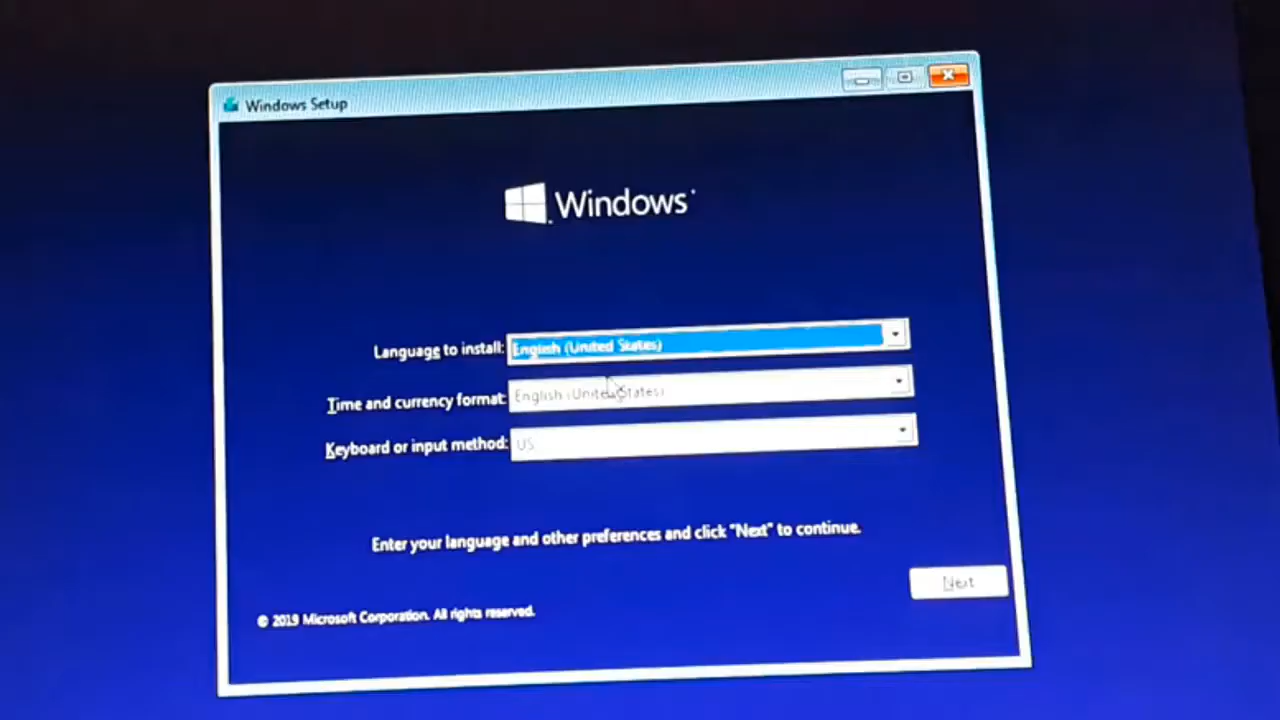 Windows Setup
Windows
Language to install: English (United States)
Time and currency format: English (United States)
Keyboard or input method: US
Enter your language and other preferences and click "Next" to continue.
Next
© 2019 Microsoft Corporation. All rights reserved.